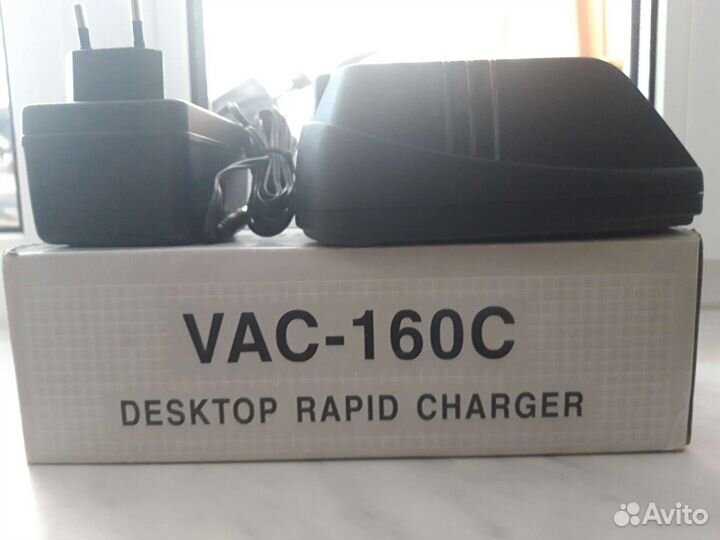 VAC-160C
DESKTOP RAPID CHARGER
Avito